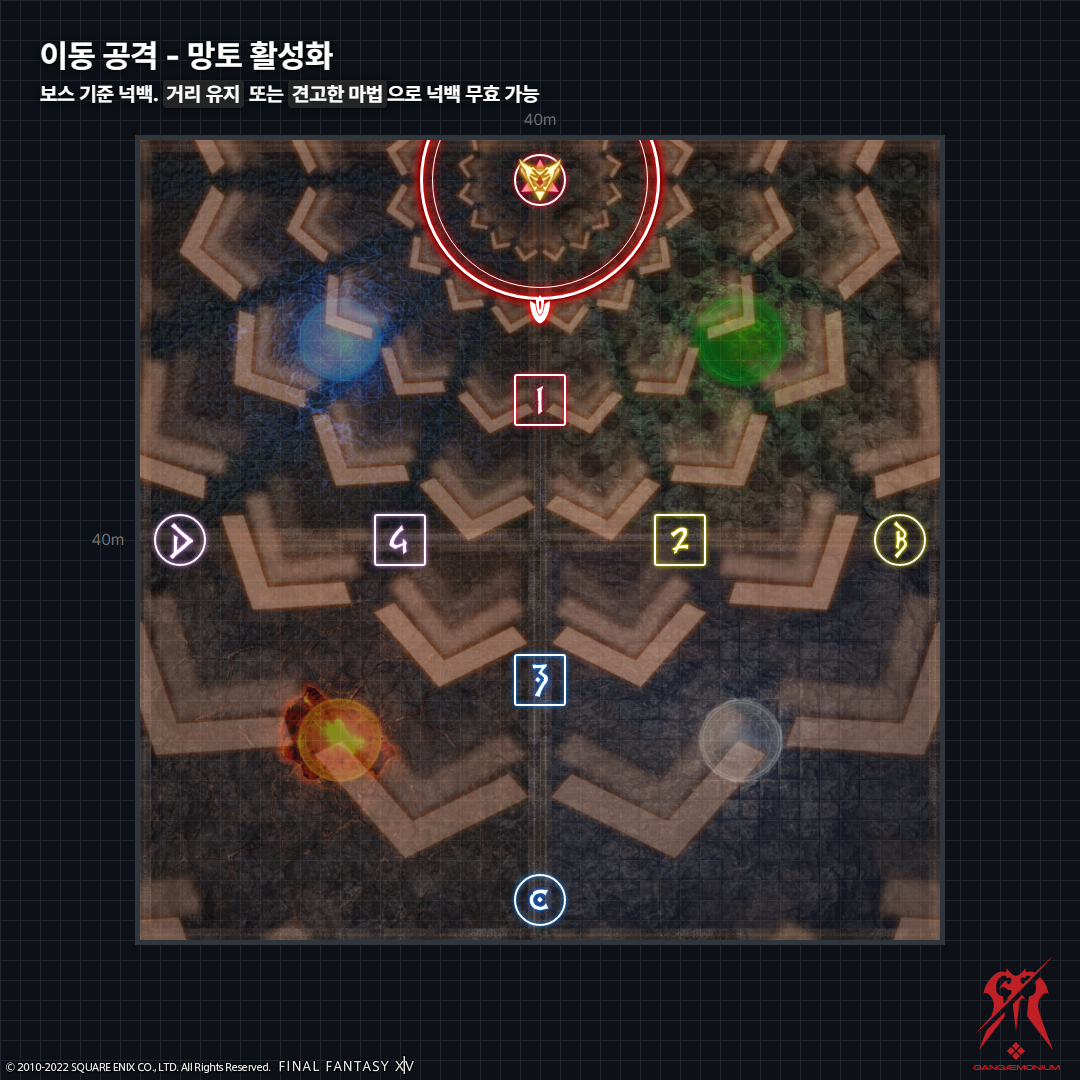 이동 공격 - 망토 활성화
보스 기준 넉백. 거리 유지 또는 견고한 마법으로 넉백 무효 가능
40m
1
40m
D
4
2
B
3
C
GANGÆMONIUM
© 2010-2022 SQUARE ENIX CO., LTD. All Rights Reserved. FINAL FANTASY XIV